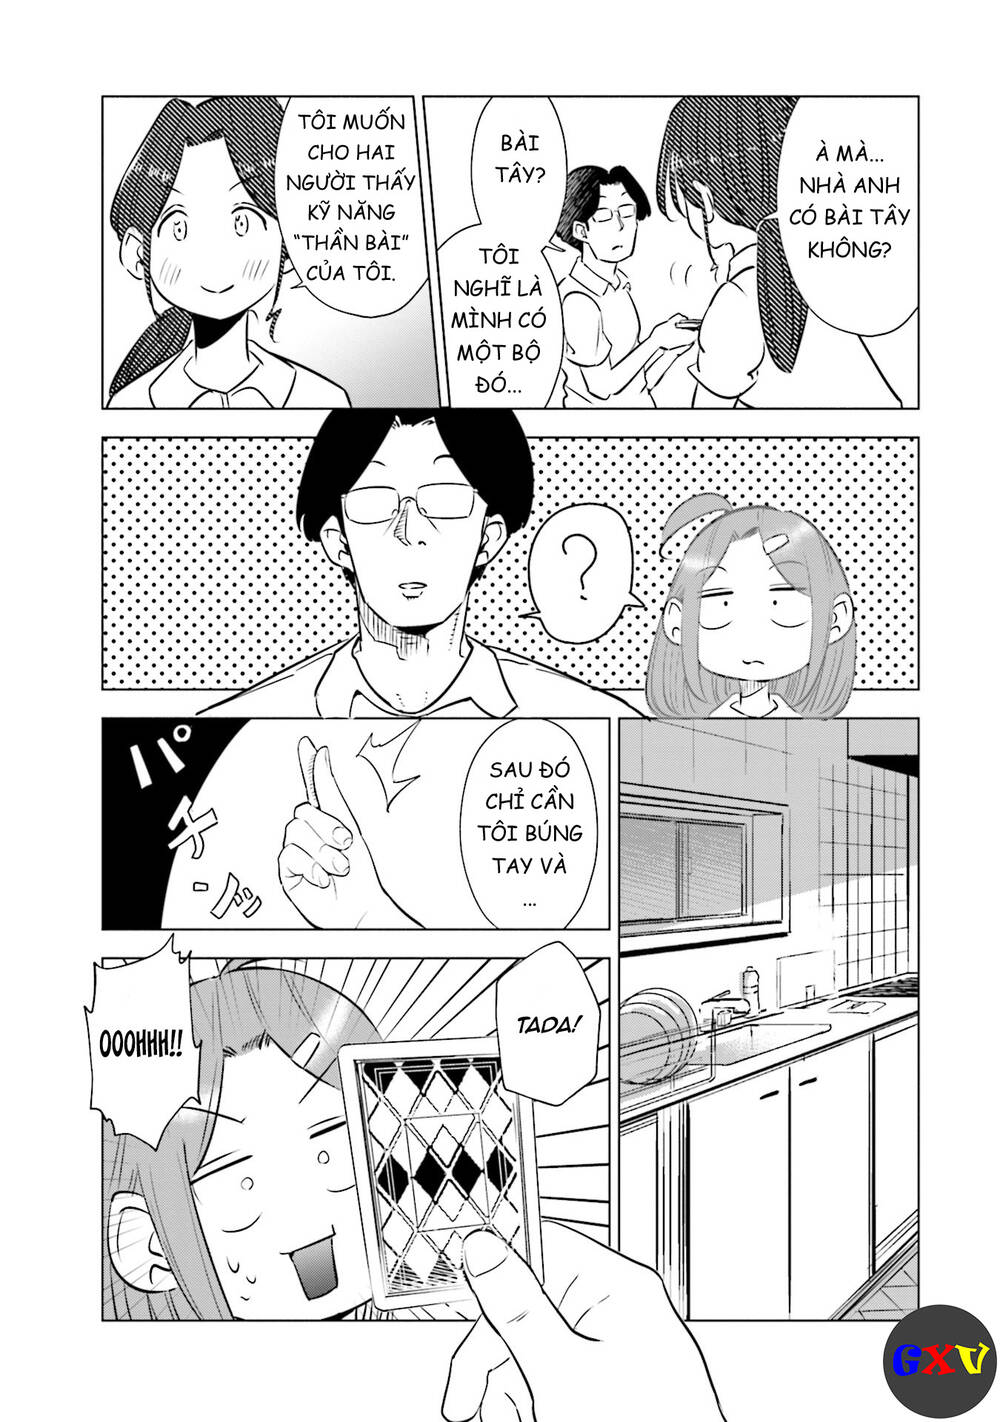 À MÀ...
NHÀ ANH
CÓ BÀI TÂY
KHÔNG?
BÀI
TÂY?
TÔI
NGHĨ LÀ
MÌNH CÓ
MỘT BỘ
ĐÓ...
TÔI MUỐN
CHO HAI
NGƯỜI THẤY
KỸ NĂNG
“THẦN BÀI”
CỦA TÔI.
?
SAU ĐÓ
CHỈ CẦN
TÔI BÚNG
TAY VÀ
...
パチーン
TADA!
OOOHHH!!
GXV